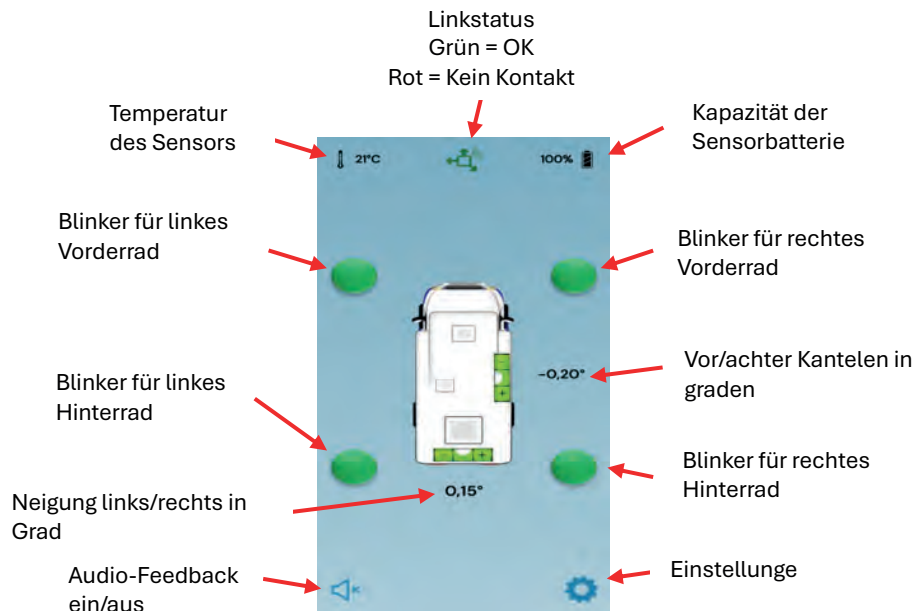 Linkstatus
Grün = OK
Rot = Kein Kontakt
Temperatur
des Sensors
Kapazität der
Sensorbatterie
21°C
100%
Blinker für linkes
Vorderrad
Blinker für rechtes
Vorderrad
Vor/achter Kantelen in
graden
-0,20°
-
+
Blinker für linkes
Hinterrad
- +
Blinker für rechtes
Hinterrad
0,15°
Neigung links/rechts in
Grad
Audio-Feedback
ein/aus
Einstellunge